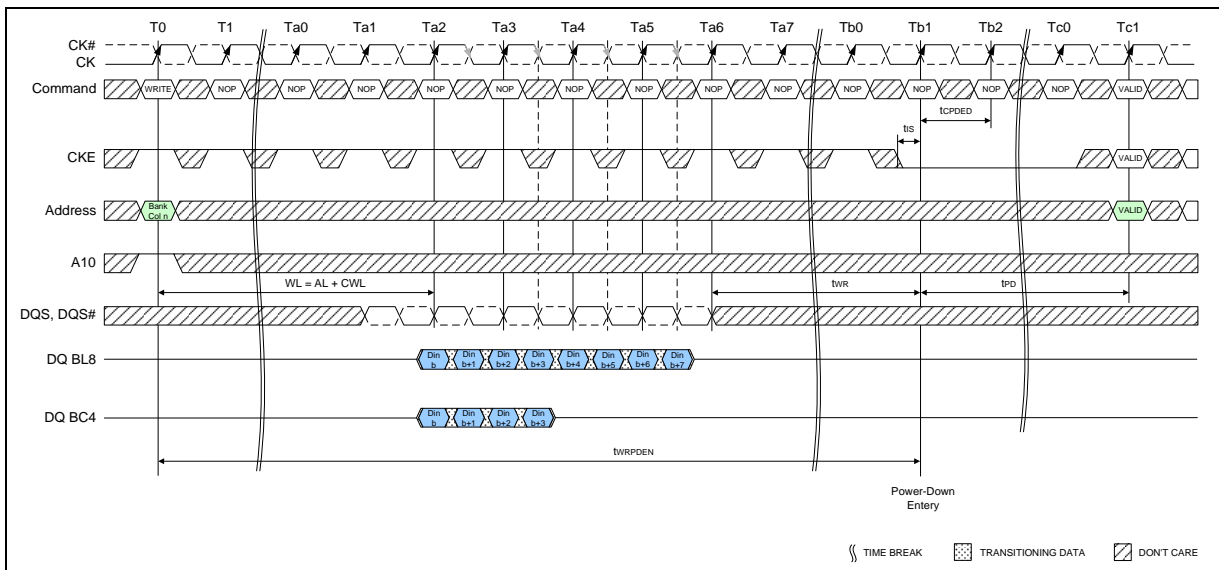 T0 T1 Ta0 Ta1 Ta2 Ta3 Ta4 Ta5 Ta6 Ta7 Tb0 Tb1 Tb2 Tc0 Tc1
CK#
CK
Command WRITE NOP NOP NOP NOP NOP NOP NOP NOP NOP NOP NOP NOP NOP VALID
tCPDED
tIS
CKE VALID
Address Bank Col n VALID
A10
WL = AL + CWL tWR tPD
DQS, DQS#
DQ BL8 Din b Din b+1 Din b+2 Din b+3 Din b+4 Din b+5 Din b+6 Din b+7
DQ BC4 Din b Din b+1 Din b+2 Din b+3
tWRPDEN
Power-Down
Entery
TIME BREAK TRANSITIONING DATA DON'T CARE